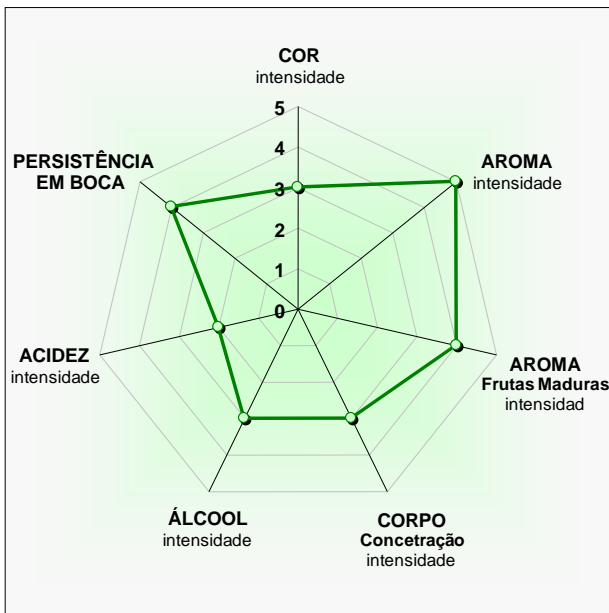 COR
intensidade
5
4
3
2
1
0
AROMA
intensidade
AROMA
Frutas Maduras
intensidad
CORPO
Concetração
intensidade
ÁLCOOL
intensidade
ACIDEZ
intensidade
PERSISTÊNCIA
EM BOCA